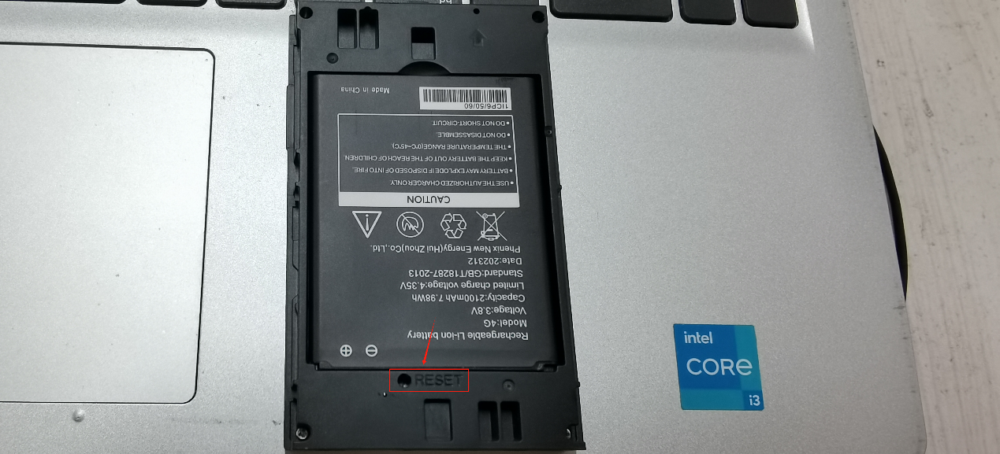 Rechargeable Li-ion battery
Model:4G
Voltage:3.8V
Capacity:2100mAh 7.98Wh
Limited charge voltage:4.35V
Standard:GB/T18287-2013
Date:202312
Phenix New Energy(Hui Zhou)Co.,Ltd.
CAUTION
● USE THE AUTHORIZED CHARGER ONLY.
● BATTERY MAY EXPLODE IF DISPOSED OF INTO FIRE.
● KEEP THE BATTERY OUT OF THE REACH OF CHILDREN.
● THE TEMPERATURE RANGE(0°C~45°C)
● DO NOT DISASSEMBLE.
● DO NOT SHORT-CIRCUIT.
1ICP6/50/60
Made in China
RESET
intel
CORE
i3